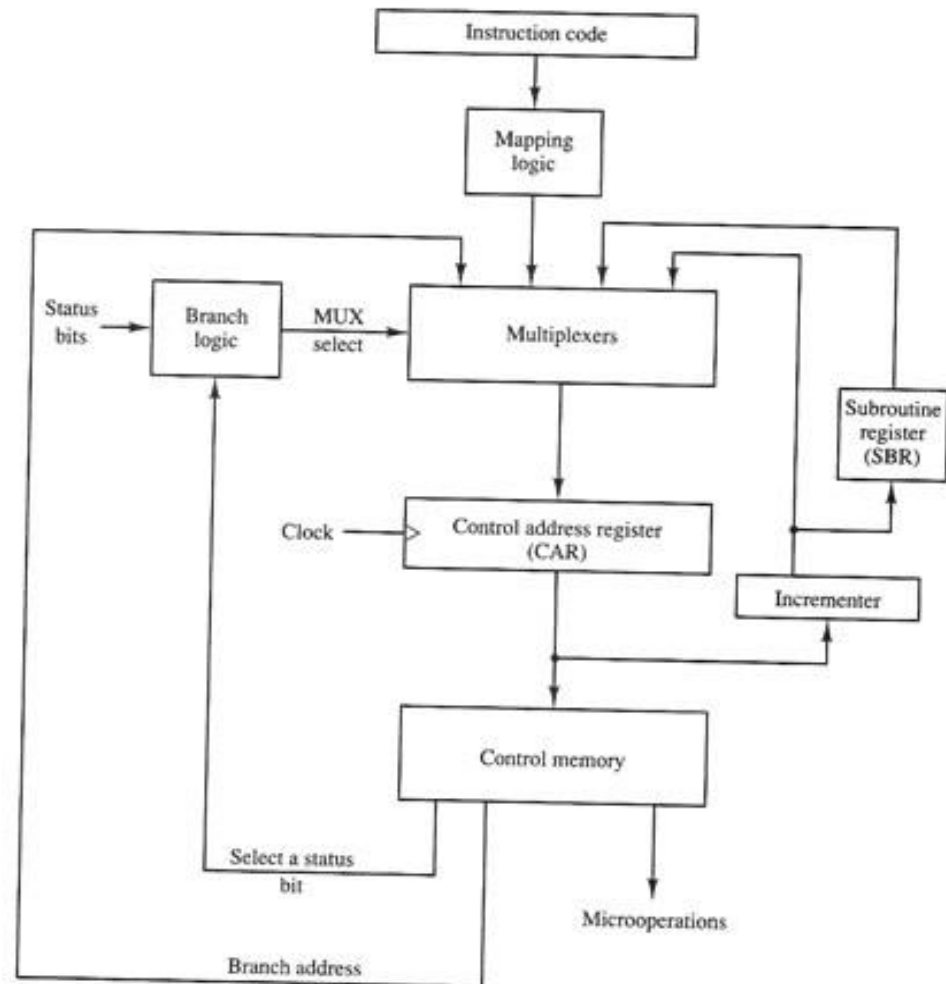 Instruction code
Mapping
logic
Status
bits
Branch
logic
MUX
select
Multiplexers
Subroutine
register
(SBR)
Clock
Control address register
(CAR)
Incrementer
Control memory
Select a status
bit
Microoperations
Branch address